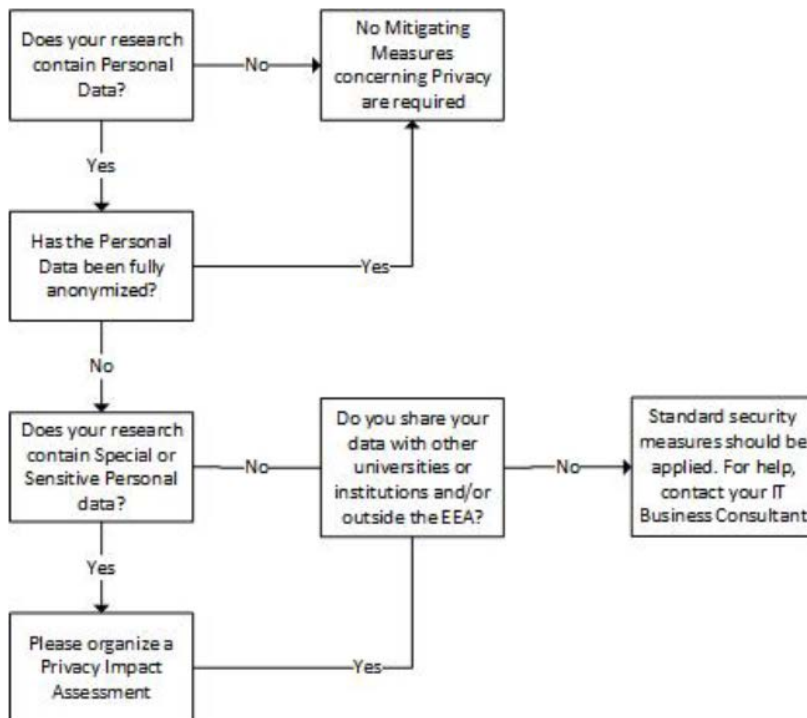 Does your research
contain Personal
Data?
No
No Mitigating
Measures
concerning Privacy
are required
Yes
Has the Personal
Data been fully
anonymized?
Yes
No
Does your research
contain Special or
Sensitive Personal
data?
No
Do you share your
data with other
universities or
institutions and/or
outside the EEA?
No
Standard security
measures should be
applied. For help,
contact your IT
Business Consultant
Yes
Please organize a
Privacy Impact
Assessment
Yes